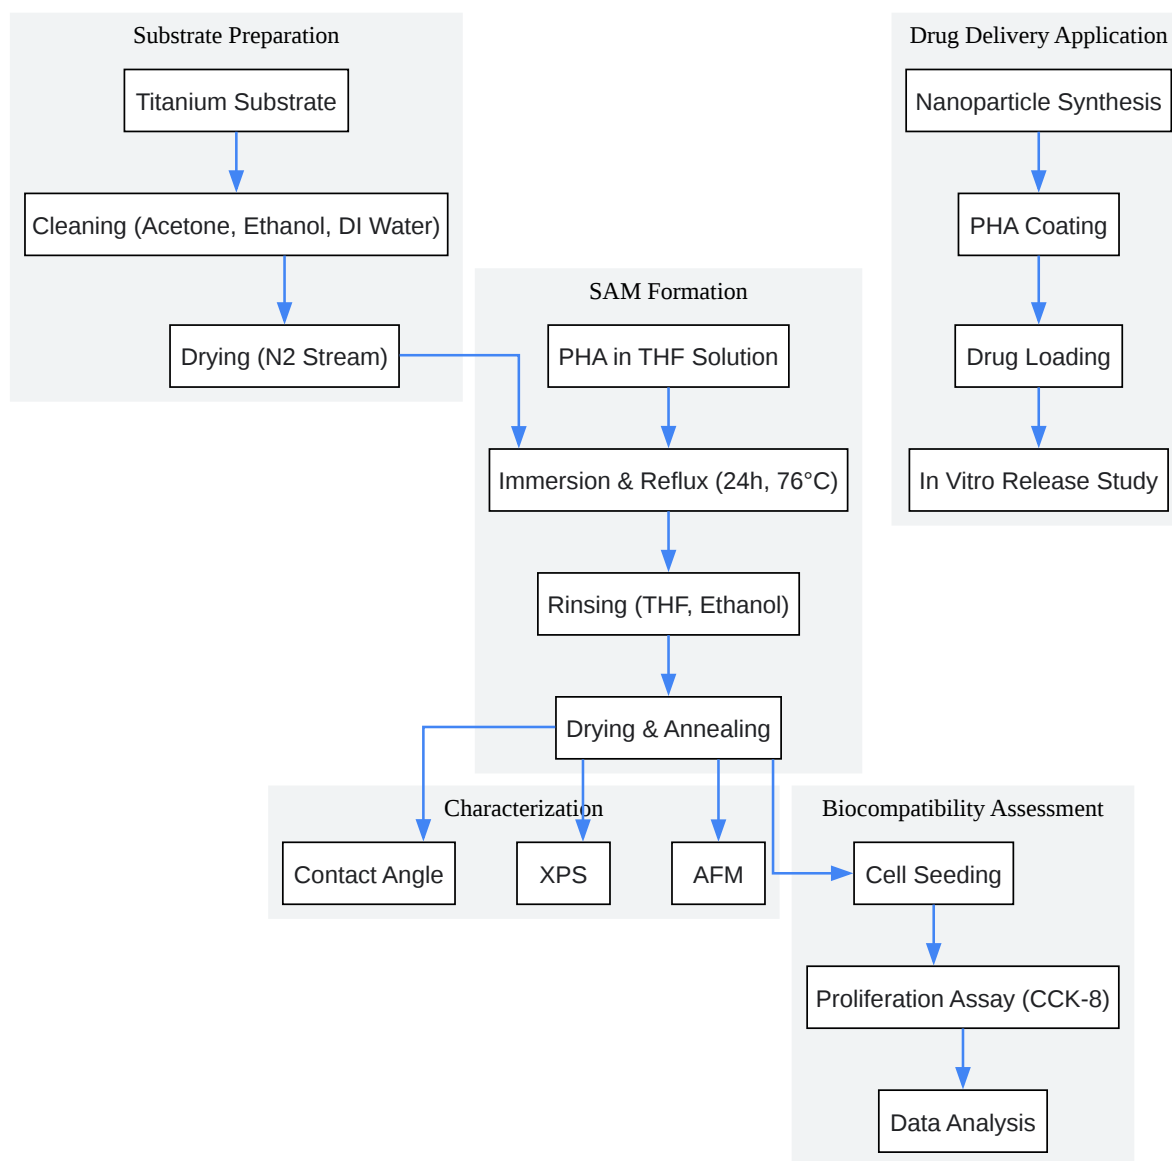 Substrate Preparation
Titanium Substrate
Cleaning (Acetone, Ethanol, DI Water)
Drying (N2 Stream)
SAM Formation
PHA in THF Solution
Immersion & Reflux (24h, 76°C)
Rinsing (THF, Ethanol)
Drying & Annealing
Characterization
Contact Angle
XPS
AFM
Biocompatibility Assessment
Cell Seeding
Proliferation Assay (CCK-8)
Data Analysis
Drug Delivery Application
Nanoparticle Synthesis
PHA Coating
Drug Loading
In Vitro Release Study